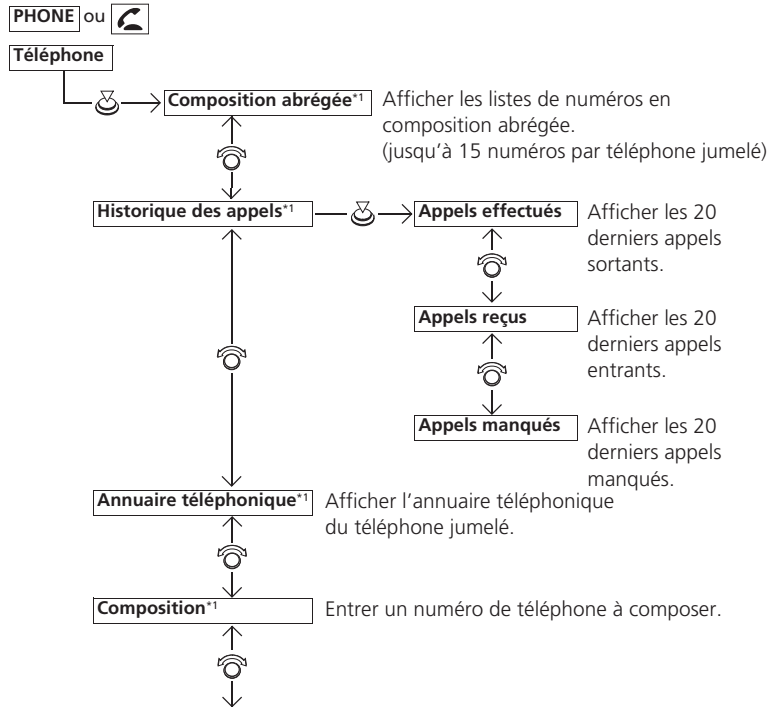 PHONE ou
Téléphone
Composition abrégée*1
Afficher les listes de numéros en
composition abrégée.
(jusqu'à 15 numéros par téléphone jumelé)
Historique des appels*1
Appels effectués
Afficher les 20
derniers appels
sortants.
Appels reçus
Afficher les 20
derniers appels
entrants.
Appels manqués
Afficher les 20
derniers appels
manqués.
Annuaire téléphonique*1
Afficher l'annuaire téléphonique
du téléphone jumelé.
Composition*1
Entrer un numéro de téléphone à composer.